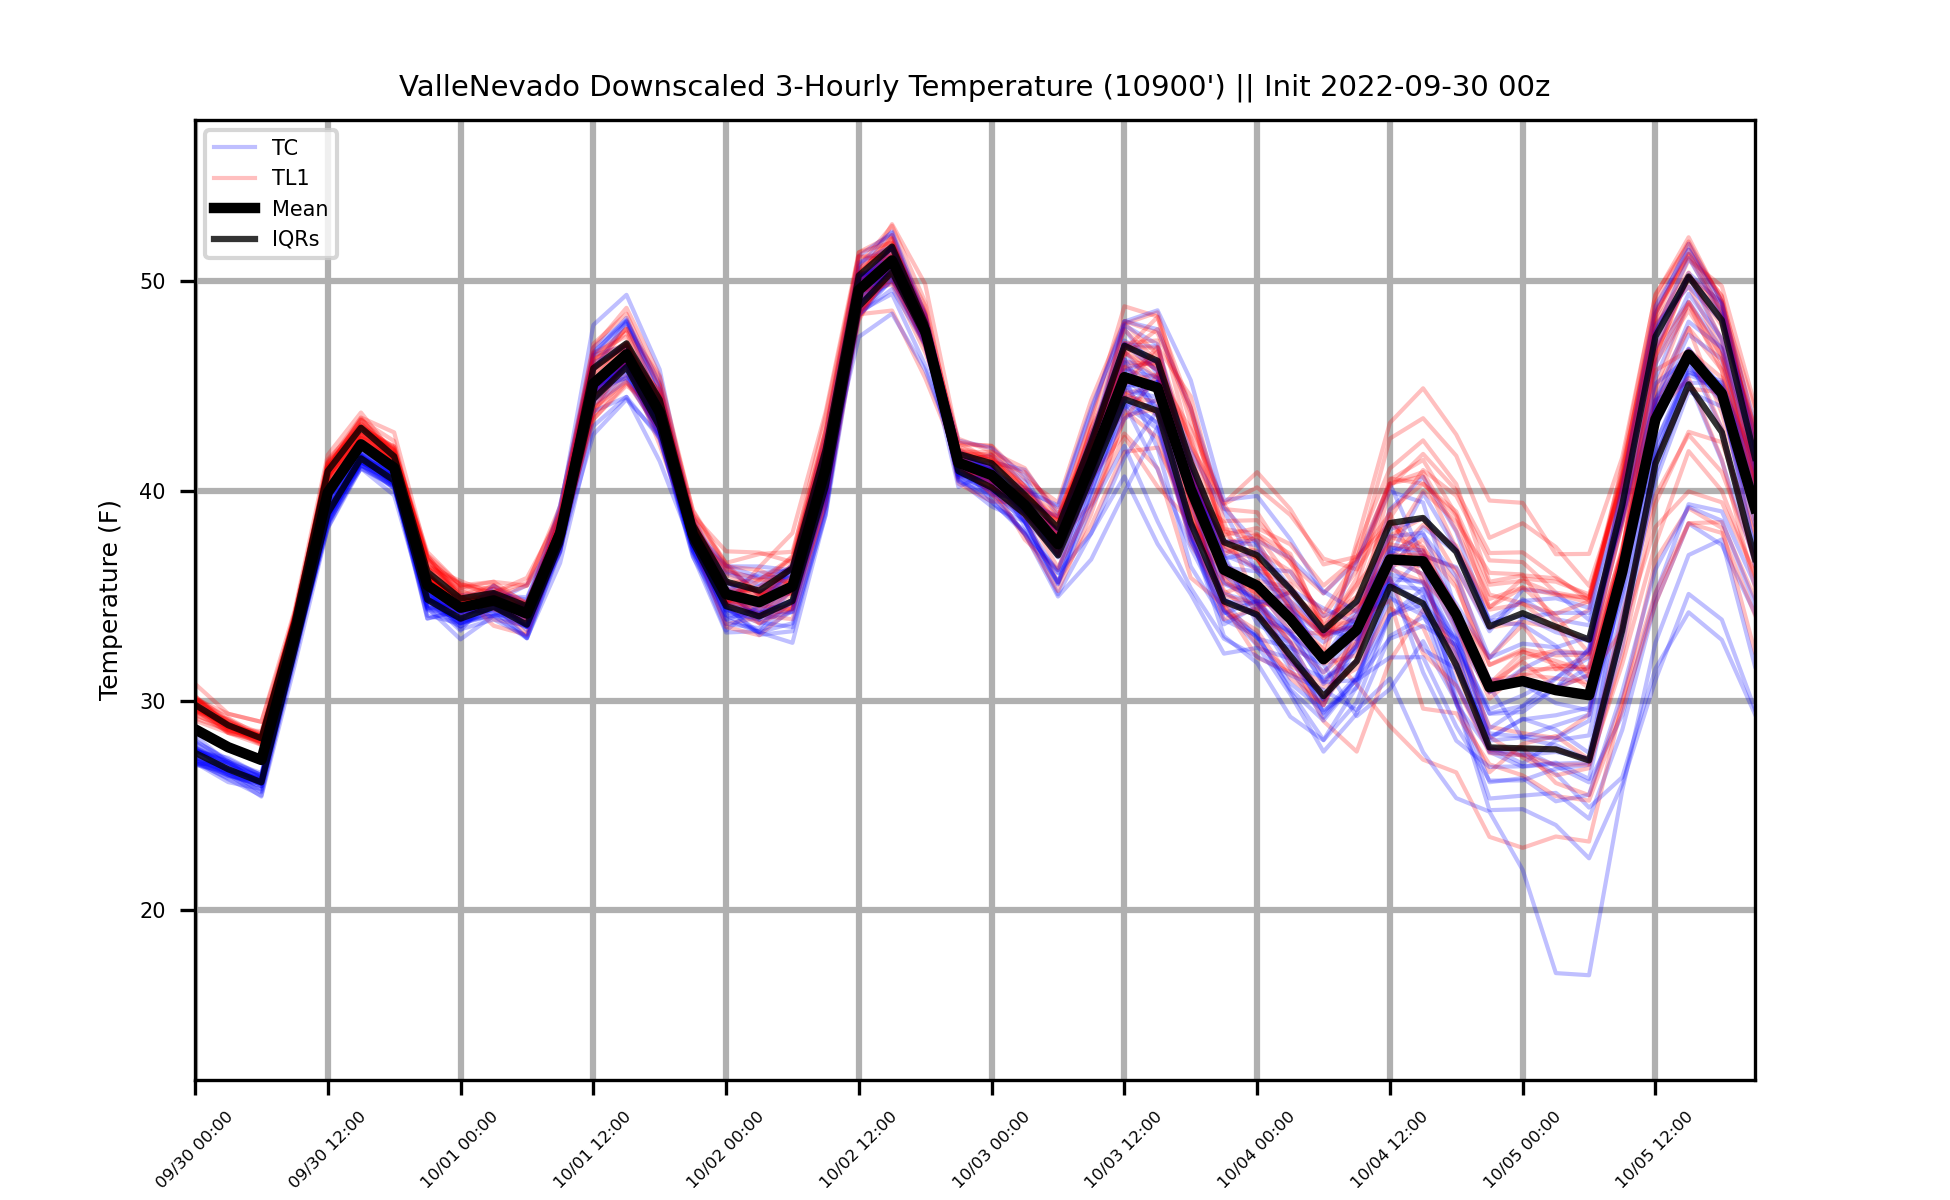 ValleNevado Downscaled 3-Hourly Temperature (10900') || Init 2022-09-30 00z
TC
TL1
Mean
IQRs
Temperature (F)
50
40
30
20
09/30 00:00
09/30 12:00
10/01 00:00
10/01 12:00
10/02 00:00
10/02 12:00
10/03 00:00
10/03 12:00
10/04 00:00
10/04 12:00
10/05 00:00
10/05 12:00